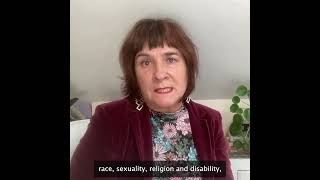 race, sexuality, religion and disability,